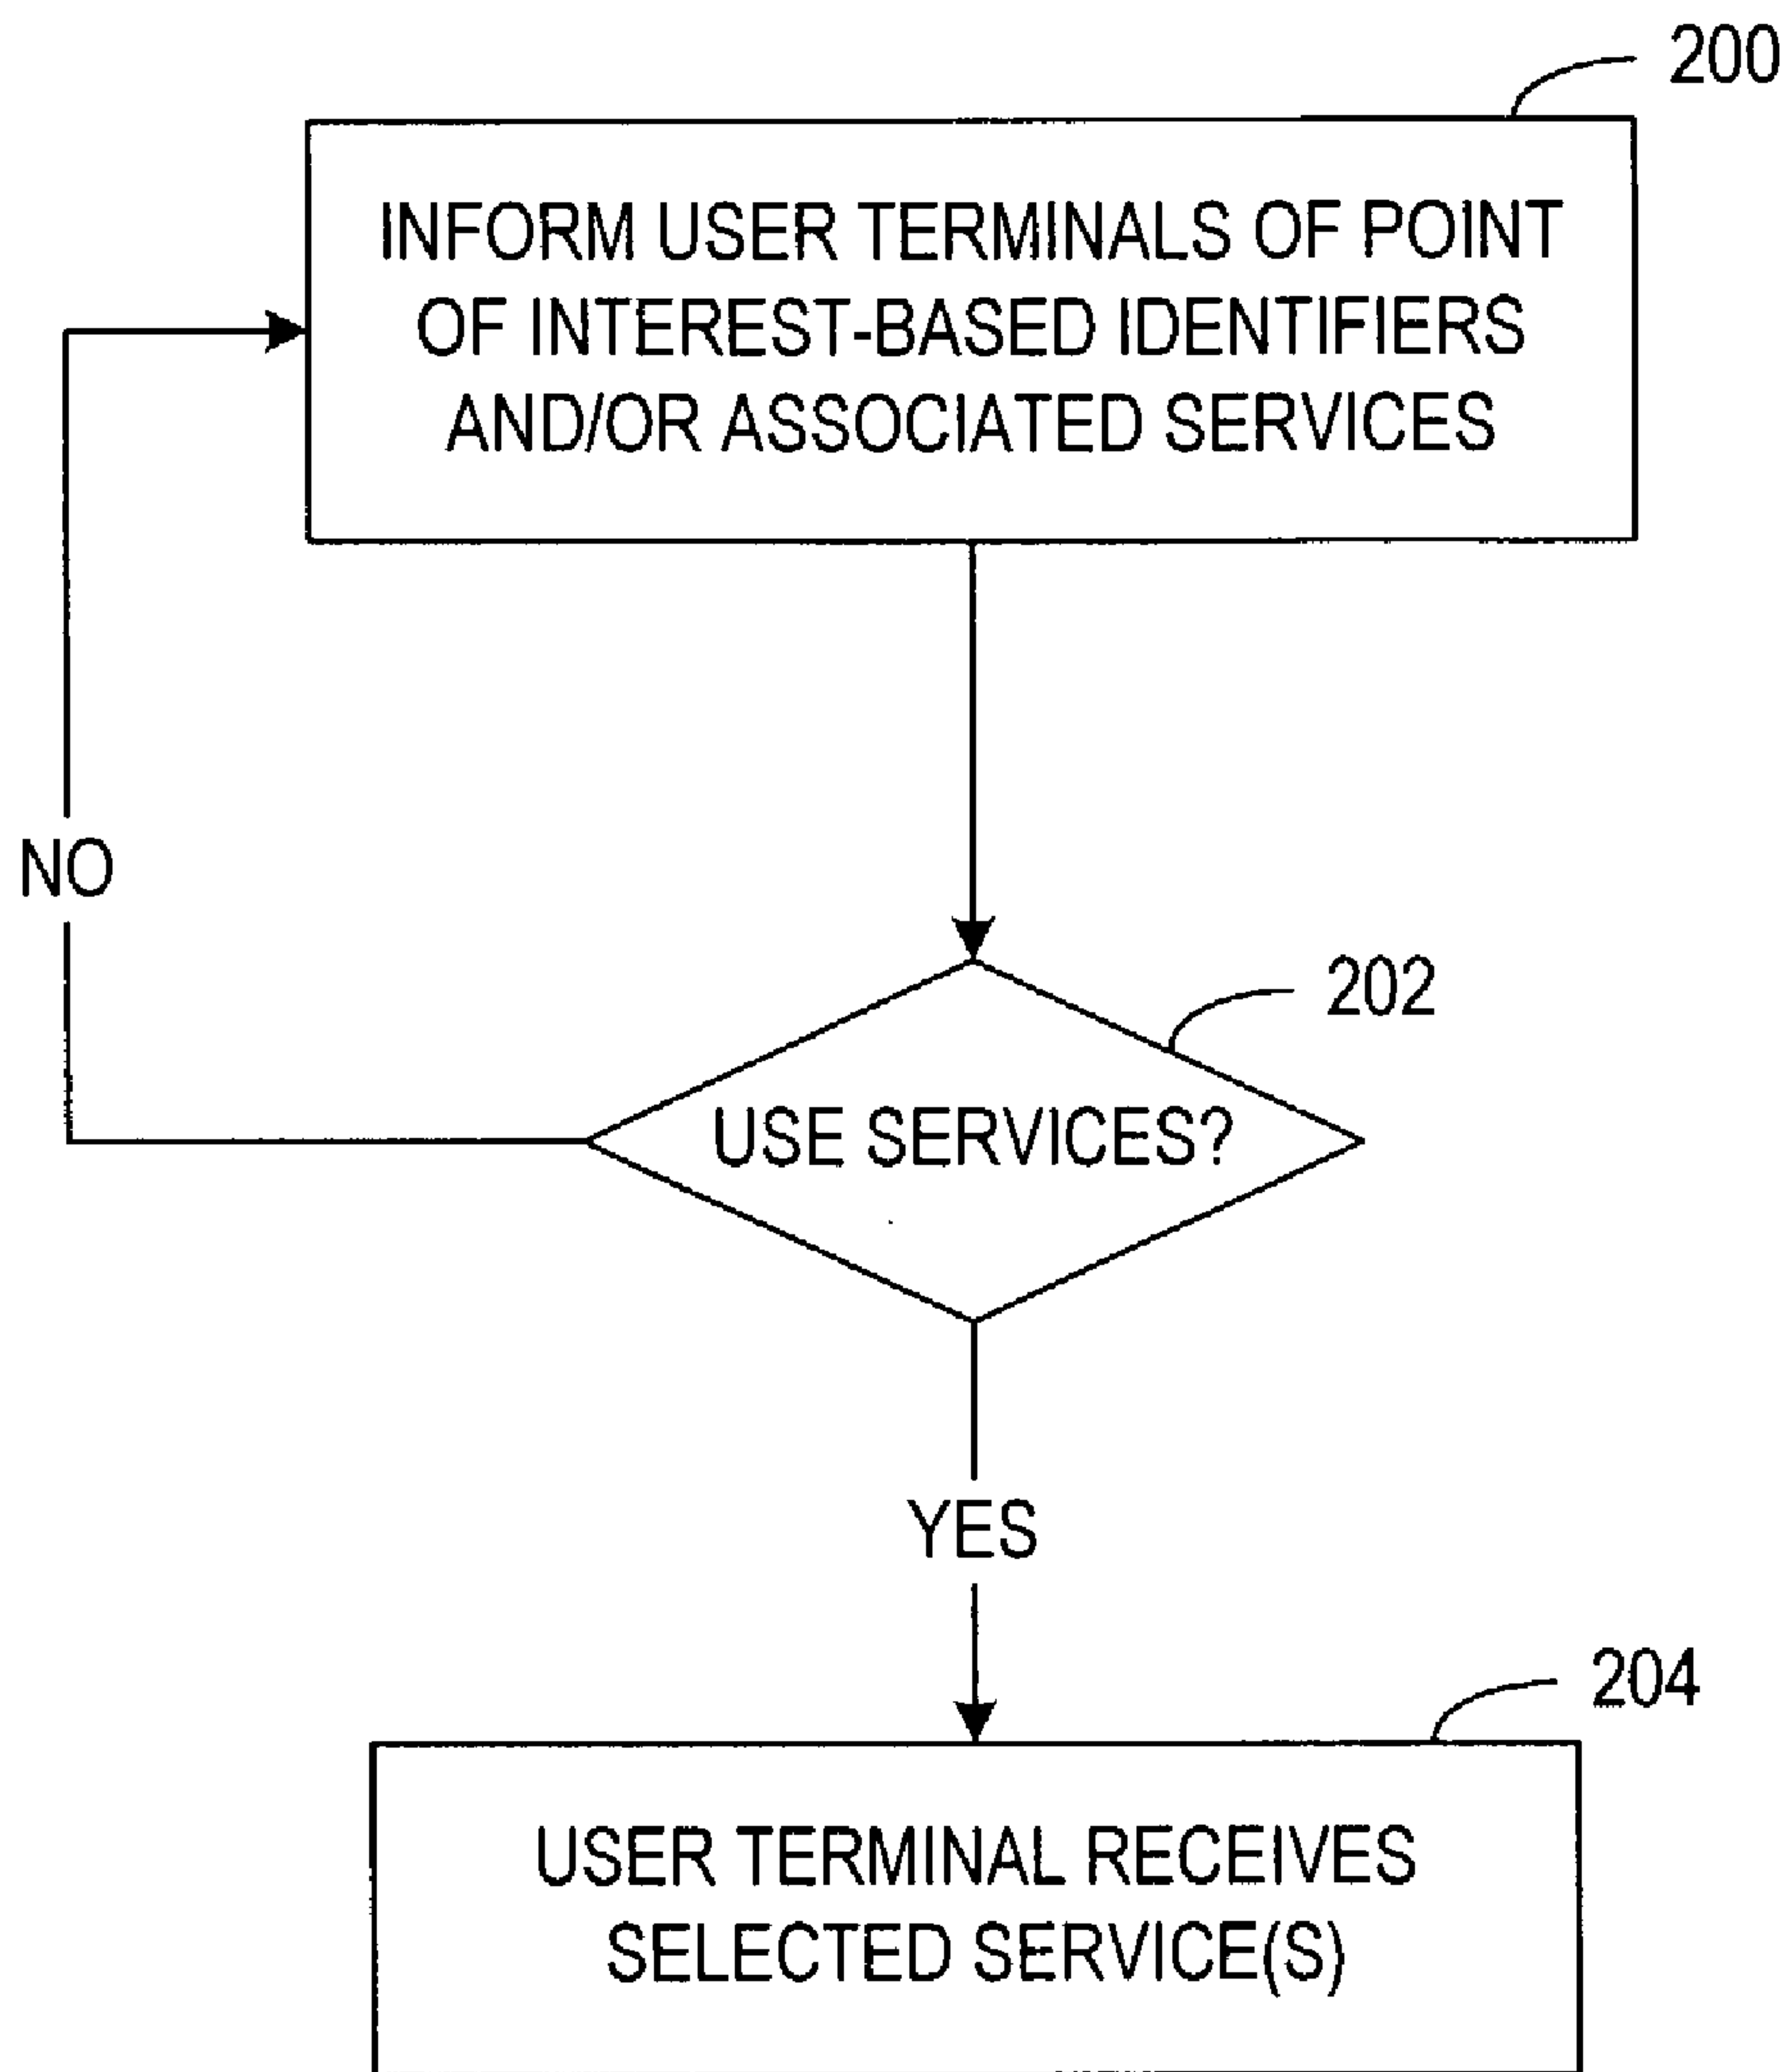 200
INFORM USER TERMINALS OF POINT
OF INTEREST-BASED IDENTIFIERS
AND/OR ASSOCIATED SERVICES
NO
202
USE SERVICES?
YES
204
USER TERMINAL RECEIVES
SELECTED SERVICE(S)